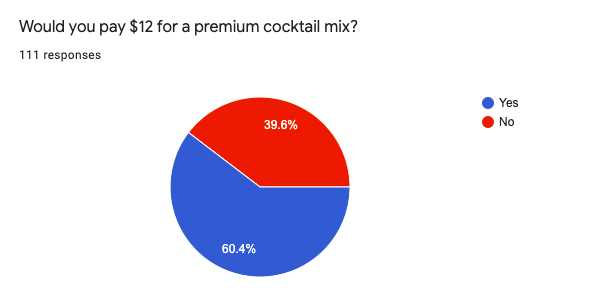 Would you pay $12 for a premium cocktail mix?
111 responses
Yes
No
39.6%
60.4%